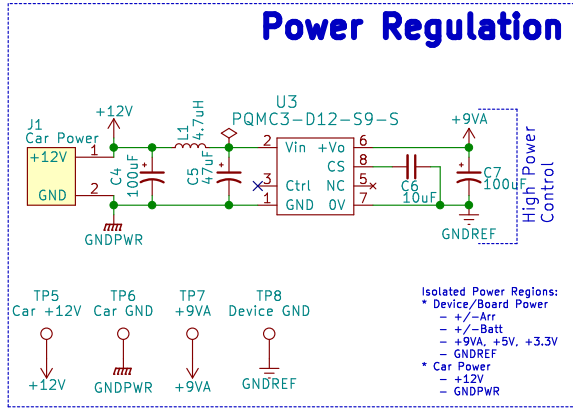 Power Regulation
J1
Car Power
+12V
1
GND
2
+12V
GNDPWR
C4
100uF
L1
4.7uH
C5
47uF
U3
PQMC3-D12-S9-S
2
Vin
+Vo
6
CS
8
3
Ctrl
NC
5
1
GND
0V
7
C6
10uF
+9VA
C7
100uF
GNDREF
High Power
Control
TP5
Car +12V
+12V
TP6
Car GND
GNDPWR
TP7
+9VA
+9VA
TP8
Device GND
GNDREF
Isolated Power Regions:
* Device/Board Power
- +/-Arr
- +/-Batt
- +9VA, +5V, +3.3V
- GNDREF
* Car Power
- +12V
- GNDPWR